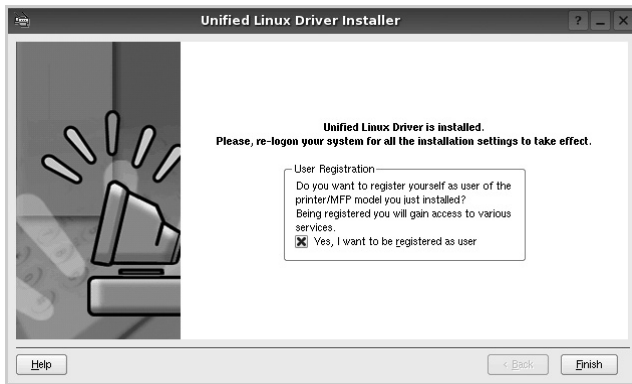 Unified Linux Driver Installer
Unified Linux Driver is installed.
Please, re-logon your system for all the installation settings to take effect.
User Registration
Do you want to register yourself as user of the
printer/MFP model you just installed?
Being registered you will gain access to various
services.
Yes, I want to be registered as user
Help
< Back
Finish